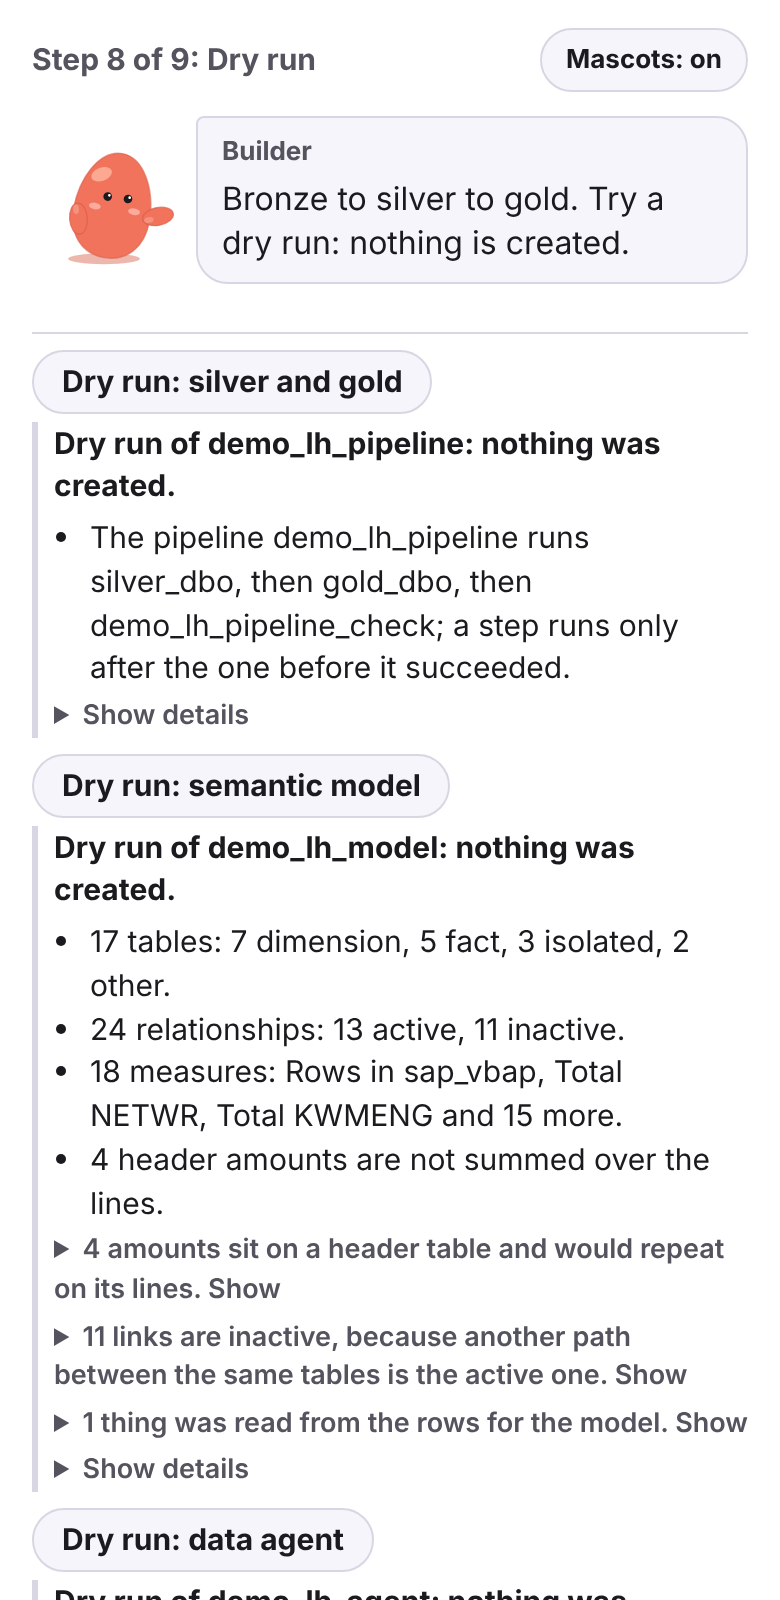 Step 8 of 9: Dry run
Mascots: on
Builder
Bronze to silver to gold. Try a
dry run: nothing is created.
Dry run: silver and gold
Dry run of demo_lh_pipeline: nothing was
created.
• The pipeline demo_lh_pipeline runs
silver_dbo, then gold_dbo, then
demo_lh_pipeline_check; a step runs only
after the one before it succeeded.
▶ Show details
Dry run: semantic model
Dry run of demo_lh_model: nothing was
created.
• 17 tables: 7 dimension, 5 fact, 3 isolated, 2
other.
• 24 relationships: 13 active, 11 inactive.
• 18 measures: Rows in sap_vbap, Total
NETWR, Total KWMENG and 15 more.
• 4 header amounts are not summed over the
lines.
▶ 4 amounts sit on a header table and would repeat
on its lines. Show
▶ 11 links are inactive, because another path
between the same tables is the active one. Show
▶ 1 thing was read from the rows for the model. Show
▶ Show details
Dry run: data agent
Dry run of demo_lh_agent: nothing was